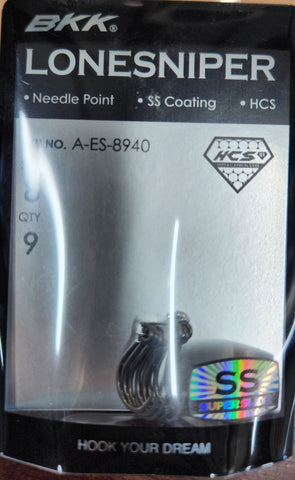 BKK®
LONESNIPER
• Needle Point • SS Coating • HCS
NO. A-ES-8940
HCS
QTY
9
SS
HOOK YOUR DREAM